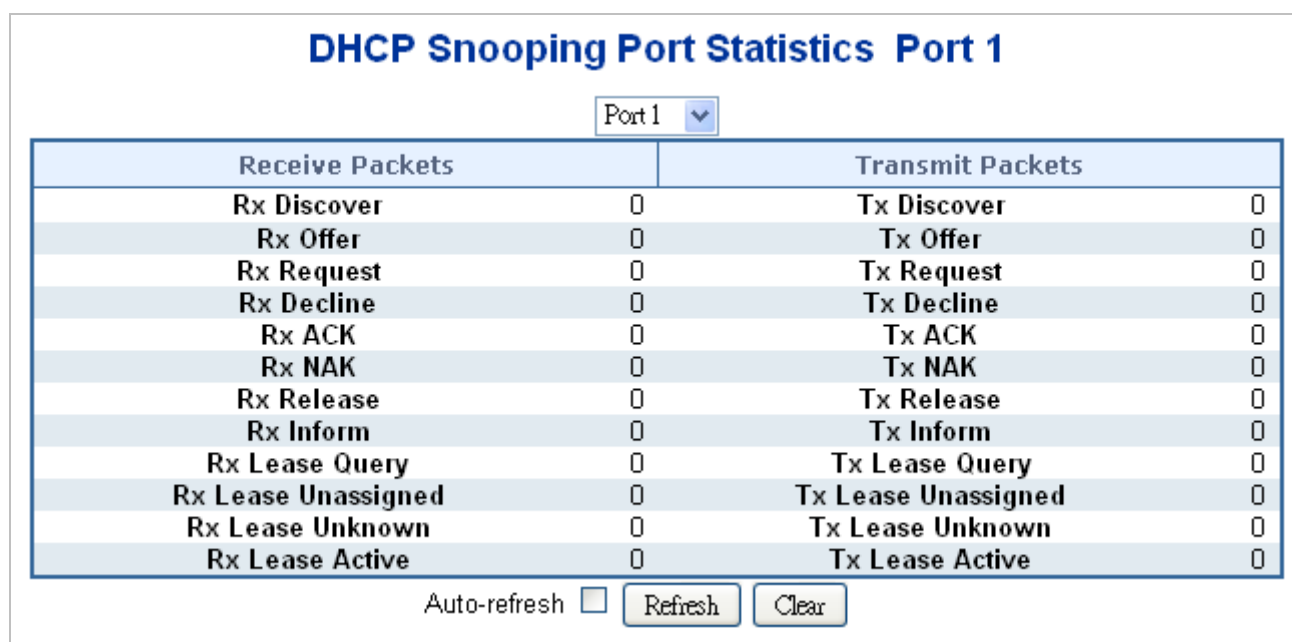 DHCP Snooping Port Statistics Port 1
Port 1
Receive Packets Transmit Packets
Rx Discover 0 Tx Discover 0
Rx Offer 0 Tx Offer 0
Rx Request 0 Tx Request 0
Rx Decline 0 Tx Decline 0
Rx ACK 0 Tx ACK 0
Rx NAK 0 Tx NAK 0
Rx Release 0 Tx Release 0
Rx Inform 0 Tx Inform 0
Rx Lease Query 0 Tx Lease Query 0
Rx Lease Unassigned 0 Tx Lease Unassigned 0
Rx Lease Unknown 0 Tx Lease Unknown 0
Rx Lease Active 0 Tx Lease Active 0
Auto-refresh Refresh Clear